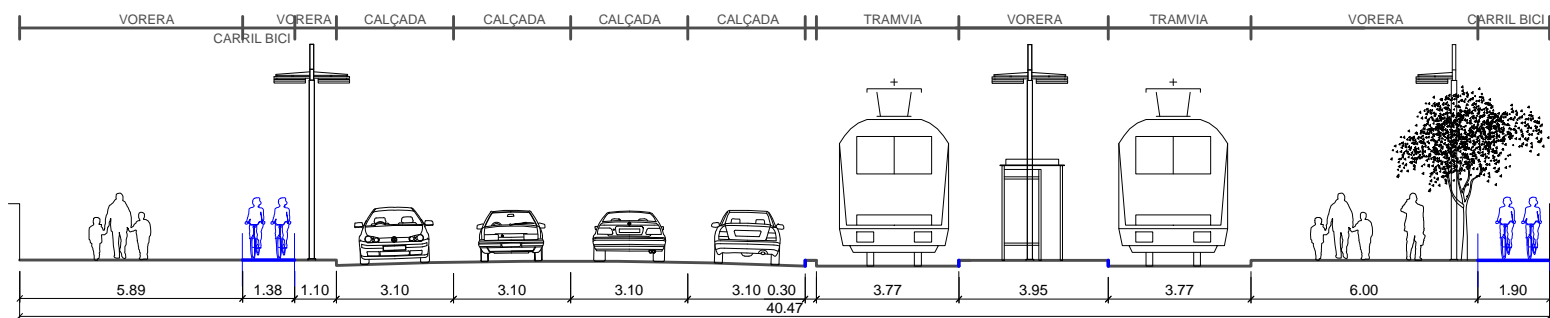 VORERA VORERA CALÇADA CALÇADA CALÇADA CALÇADA TRAMVIA VORERA TRAMVIA VORERA CARRIL BICI
CARRIL BICI
5.89 1.38 1.10 3.10 3.10 3.10 3.10 0.30 3.77 3.95 3.77 6.00 1.90
40.47